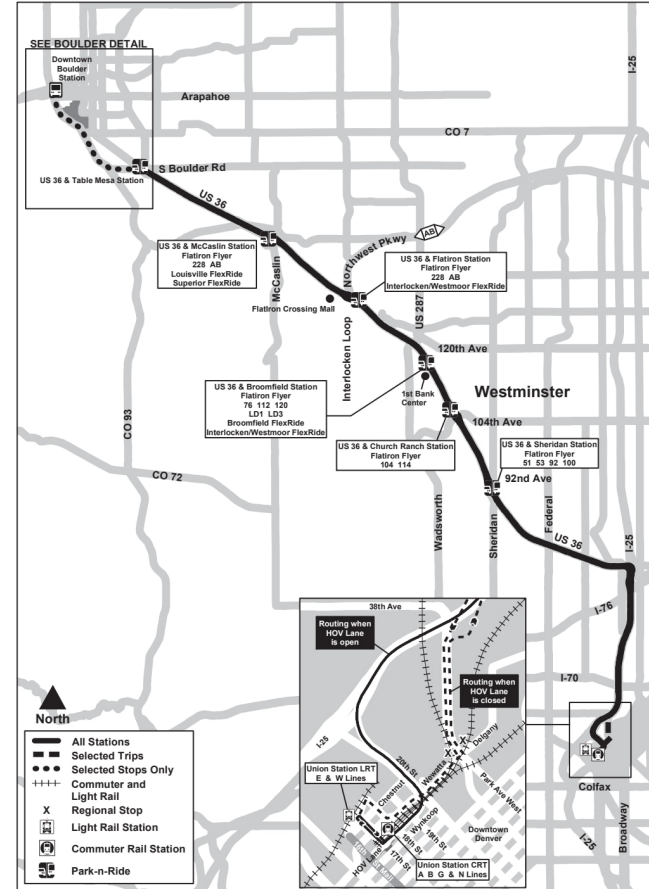 SEE BOULDER DETAIL
Downtown
Boulder
Station
Arapahoe
I-25
CO 7
S Boulder Rd
US 36 & Table Mesa Station
US 36
AB
Northwest Pkwy
US 36 & McCaslin Station
Flatiron Flyer
228 AB
Louisville FlexRide
Superior FlexRide
McCaslin
US 36 & Flatiron Station
Flatiron Flyer
228 AB
Interlocken/Westmoor FlexRide
FlatIron Crossing Mall
Interlocken Loop
US 287
120th Ave
US 36 & Broomfield Station
Flatiron Flyer
76 112 120
LD1 LD3
Broomfield FlexRide
Interlocken/Westmoor FlexRide
1st Bank
Center
Westminster
104th Ave
CO 93
US 36 & Church Ranch Station
Flatiron Flyer
104 114
US 36 & Sheridan Station
Flatiron Flyer
51 53 92 100
92nd Ave
CO 72
Wadsworth
Sheridan
Federal
US 36
I-25
I-76
I-70
38th Ave
Routing when
HOV Lane
is open
Routing when
HOV Lane
is closed
I-25
20th St
Delgany
Wewatta
Chestnut
Park Ave West
Union Station LRT
E & W Lines
Wynkoop
19th St
18th St
17th St
HOV Lane
Downtown
Denver
Union Station CRT
A B G & N Lines
Colfax
Broadway
I-25
North
All Stations
Selected Trips
Selected Stops Only
Commuter and
Light Rail
X Regional Stop
Light Rail Station
Commuter Rail Station
Park-n-Ride